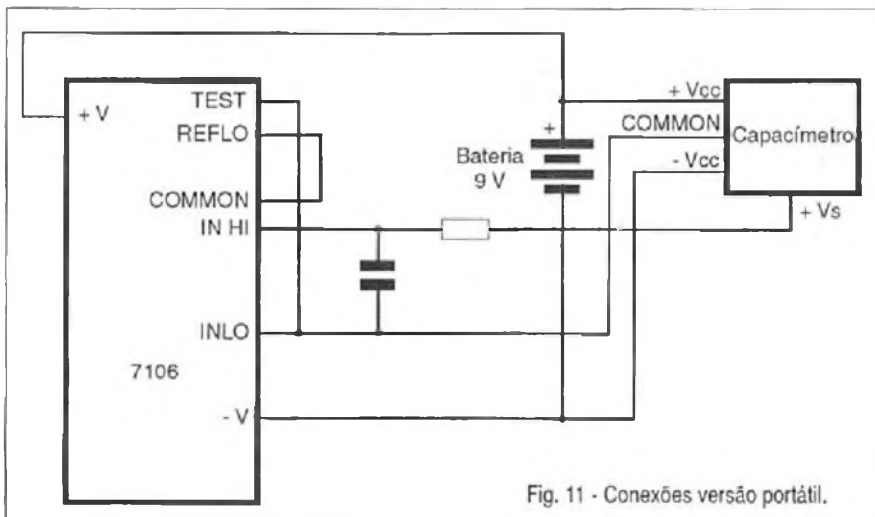 + V
TEST
REFLO
COMMON
IN HI
INLO
7106
- V
+
Bateria
9 V
+ Vcc
COMMON
- Vcc
Capacímetro
+ Vs
Fig. 11 - Conexões versão portátil.